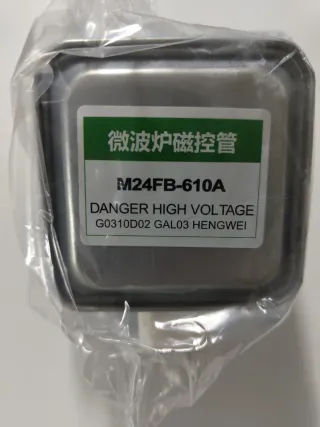 微波炉磁控管
M24FB-610A
DANGER HIGH VOLTAGE
G0310D02 GAL03 HENGWEI